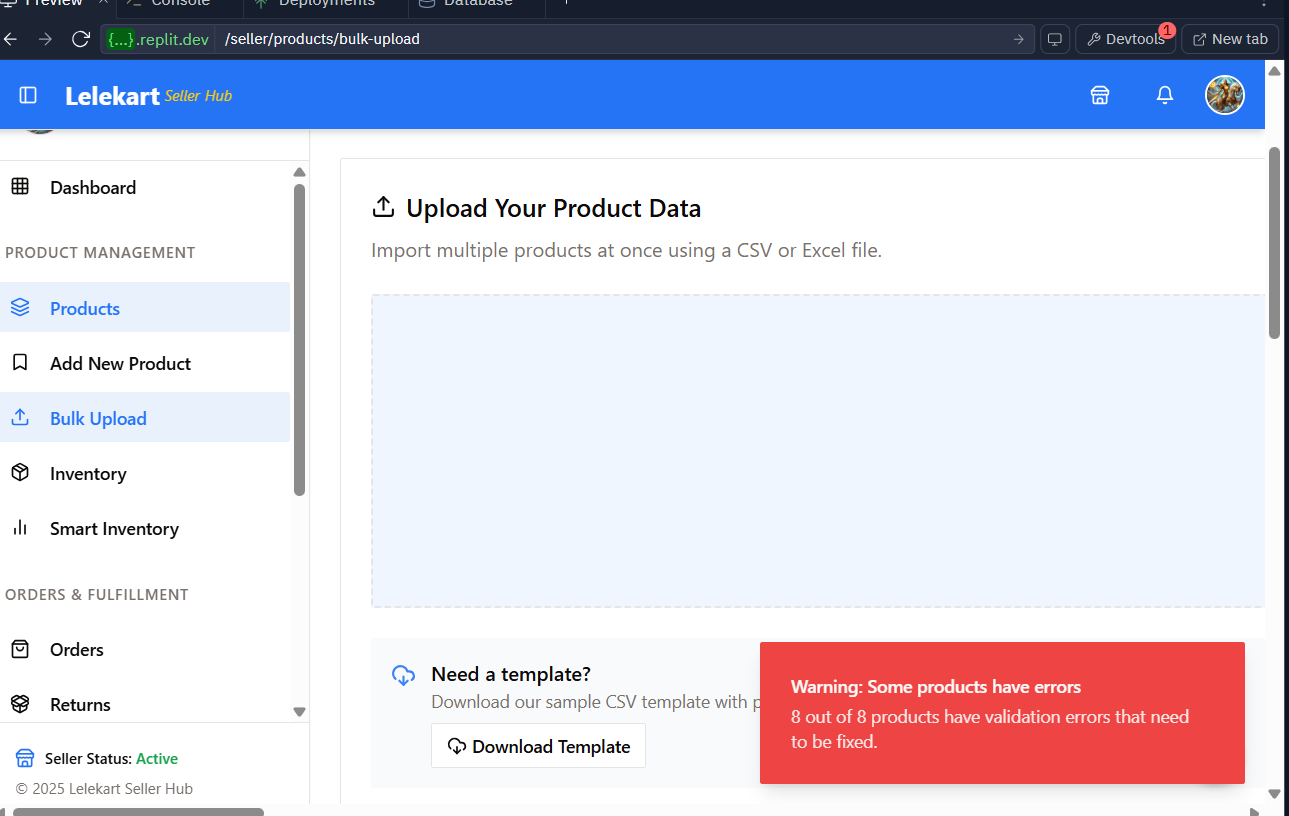 Preview
Console
Deployments
Database
{...}.replit.dev /seller/products/bulk-upload
Devtools
1
New tab
Lelekart Seller Hub
Dashboard
PRODUCT MANAGEMENT
Products
Add New Product
Bulk Upload
Inventory
Smart Inventory
ORDERS & FULFILLMENT
Orders
Returns
Seller Status: Active
© 2025 Lelekart Seller Hub
Upload Your Product Data
Import multiple products at once using a CSV or Excel file.
Need a template?
Download our sample CSV template with
Download Template
Warning: Some products have errors
8 out of 8 products have validation errors that need
to be fixed.